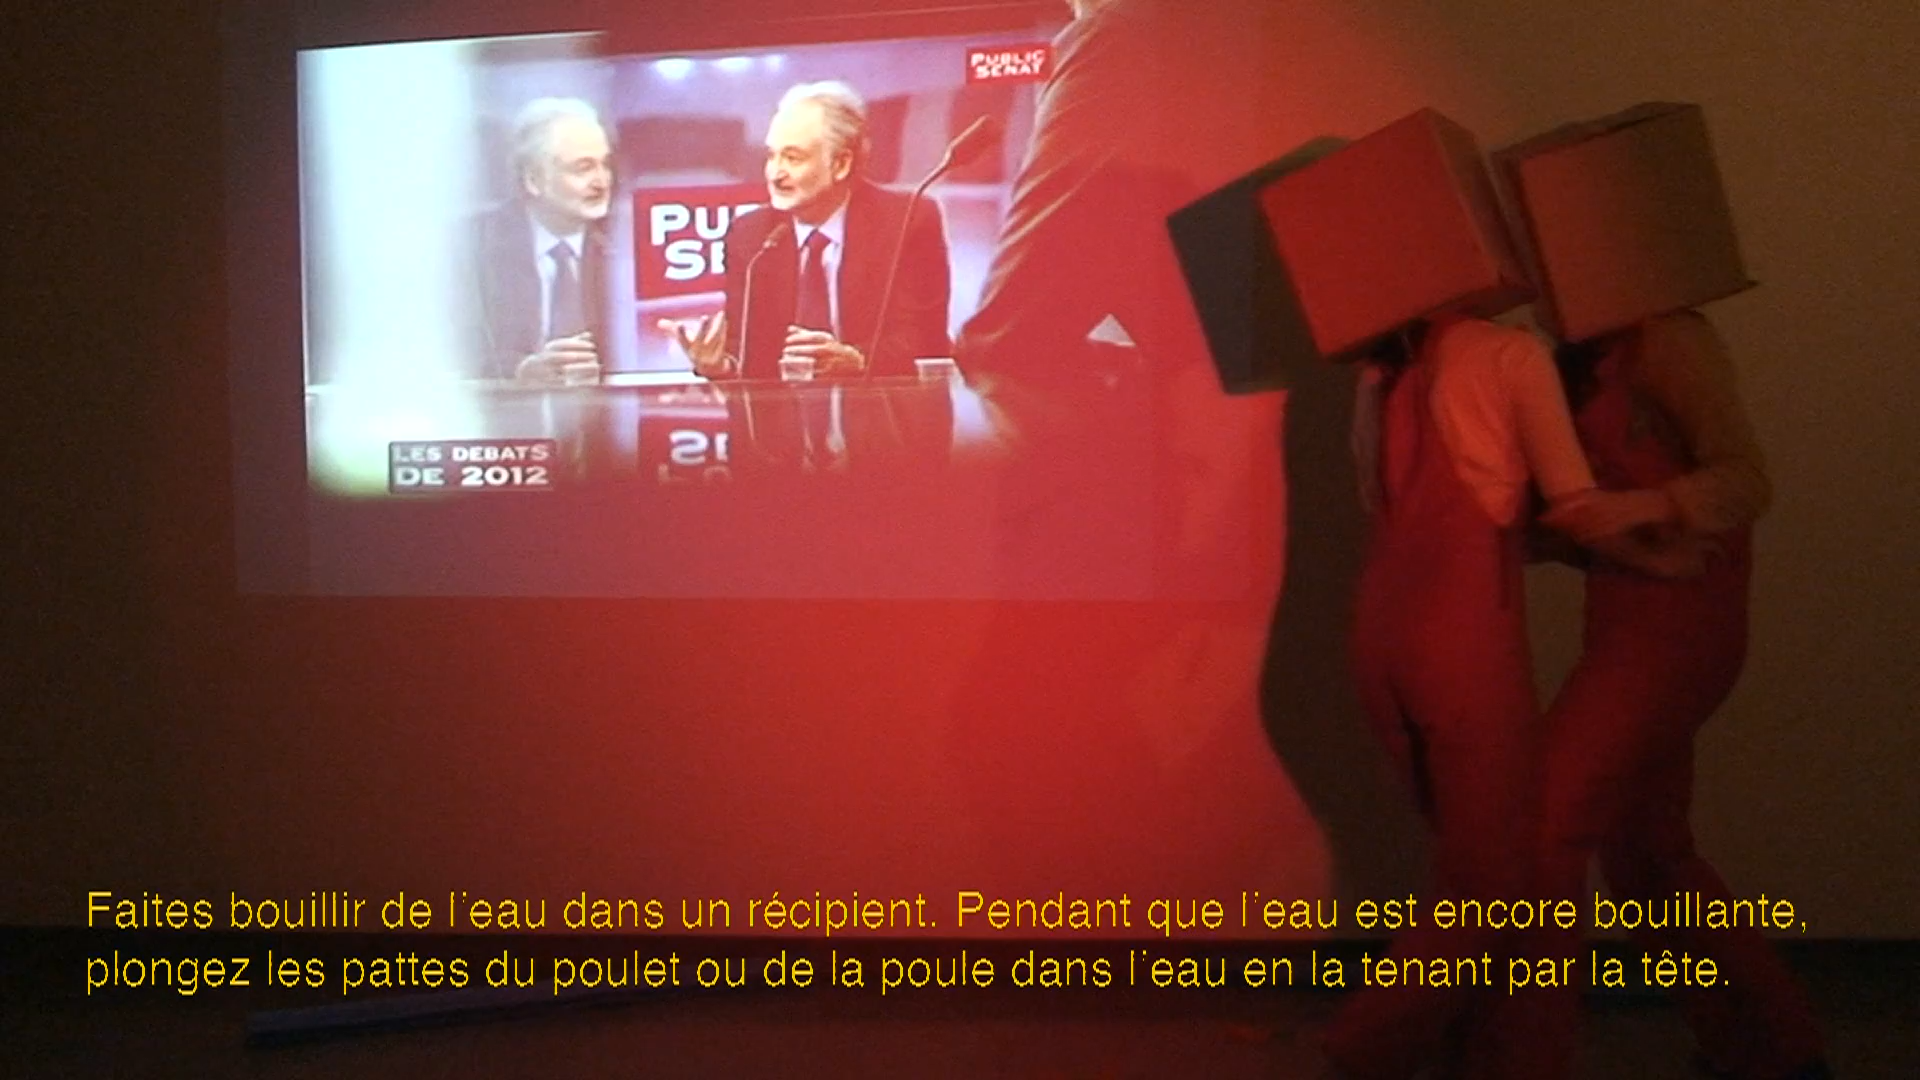 PUBLIC
SENAT
PU
SE
LES DEBATS
DE 2012
Faites bouillir de l'eau dans un récipient. Pendant que l'eau est encore bouillante,
plongez les pattes du poulet ou de la poule dans l'eau en la tenant par la tête.